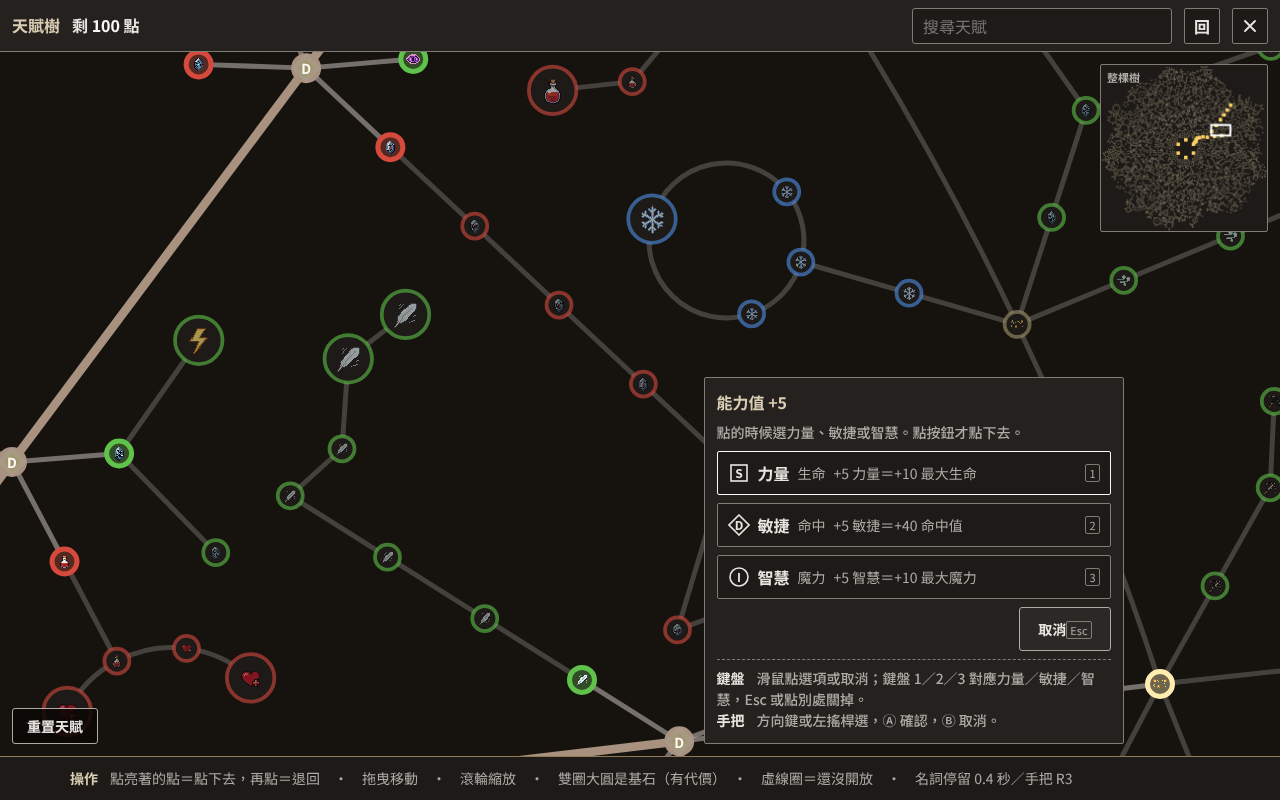 天賦樹 剩 100 點
搜尋天賦
回
整棵樹
D
D
能力值 +5
點的時候選力量、敏捷或智慧。點按鈕才點下去。
S 力量 生命 +5 力量＝+10 最大生命 1
D 敏捷 命中 +5 敏捷＝+40 命中值 2
I 智慧 魔力 +5 智慧＝+10 最大魔力 3
取消 Esc
鍵盤 滑鼠點選項或取消；鍵盤 1／2／3 對應力量／敏捷／智
慧，Esc 或點別處關掉。
手把 方向鍵或左搖桿選，Ⓐ 確認，Ⓑ 取消。
重置天賦
D
操作 點亮著的點＝點下去，再點＝退回 • 拖曳移動 • 滾輪縮放 • 雙圈大圓是基石（有代價） • 虛線圈＝還沒開放 • 名詞停留 0.4 秒／手把 R3